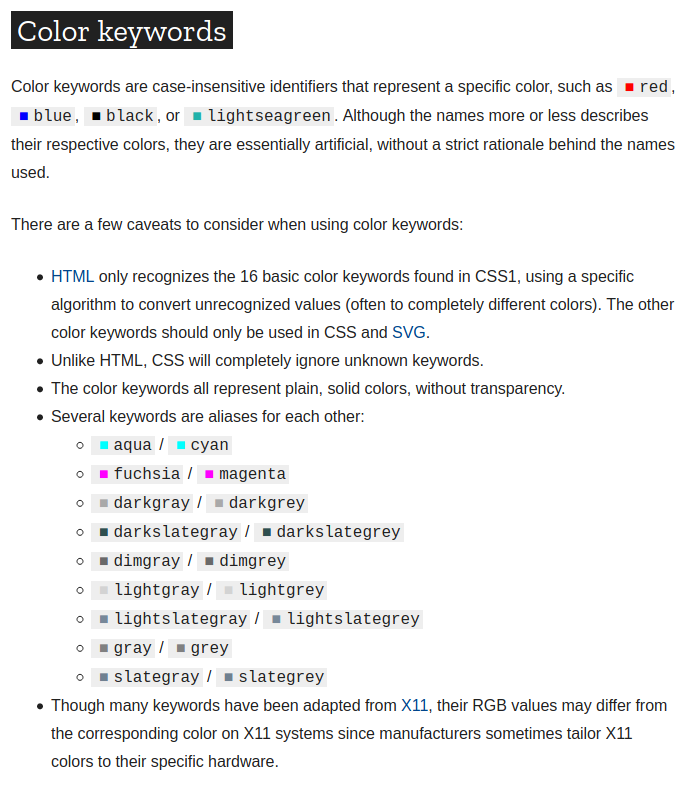 Color keywords
Color keywords are case-insensitive identifiers that represent a specific color, such as red,
blue, black, or lightseagreen. Although the names more or less describes
their respective colors, they are essentially artificial, without a strict rationale behind the names
used.
There are a few caveats to consider when using color keywords:
HTML only recognizes the 16 basic color keywords found in CSS1, using a specific
algorithm to convert unrecognized values (often to completely different colors). The other
color keywords should only be used in CSS and SVG.
Unlike HTML, CSS will completely ignore unknown keywords.
The color keywords all represent plain, solid colors, without transparency.
Several keywords are aliases for each other:
aqua / cyan
fuchsia / magenta
darkgray / darkgrey
darkslategray / darkslategrey
dimgray / dimgrey
lightgray / lightgrey
lightslategray / lightslategrey
gray / grey
slategray / slategrey
Though many keywords have been adapted from X11, their RGB values may differ from
the corresponding color on X11 systems since manufacturers sometimes tailor X11
colors to their specific hardware.